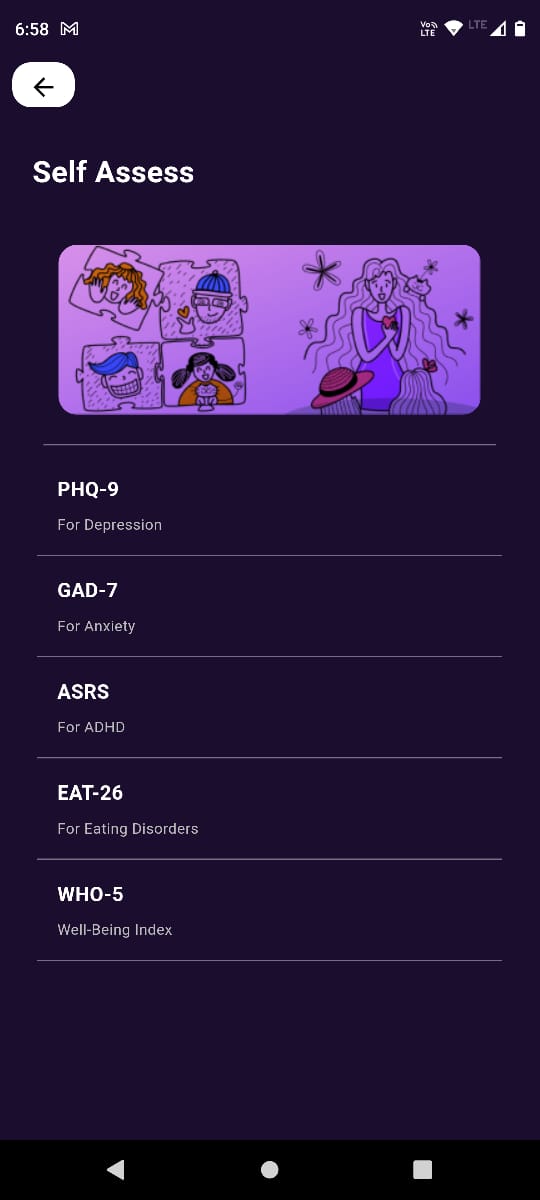 6:58
Vo
LTE
LTE
Self Assess
PHQ-9
For Depression
GAD-7
For Anxiety
ASRS
For ADHD
EAT-26
For Eating Disorders
WHO-5
Well-Being Index